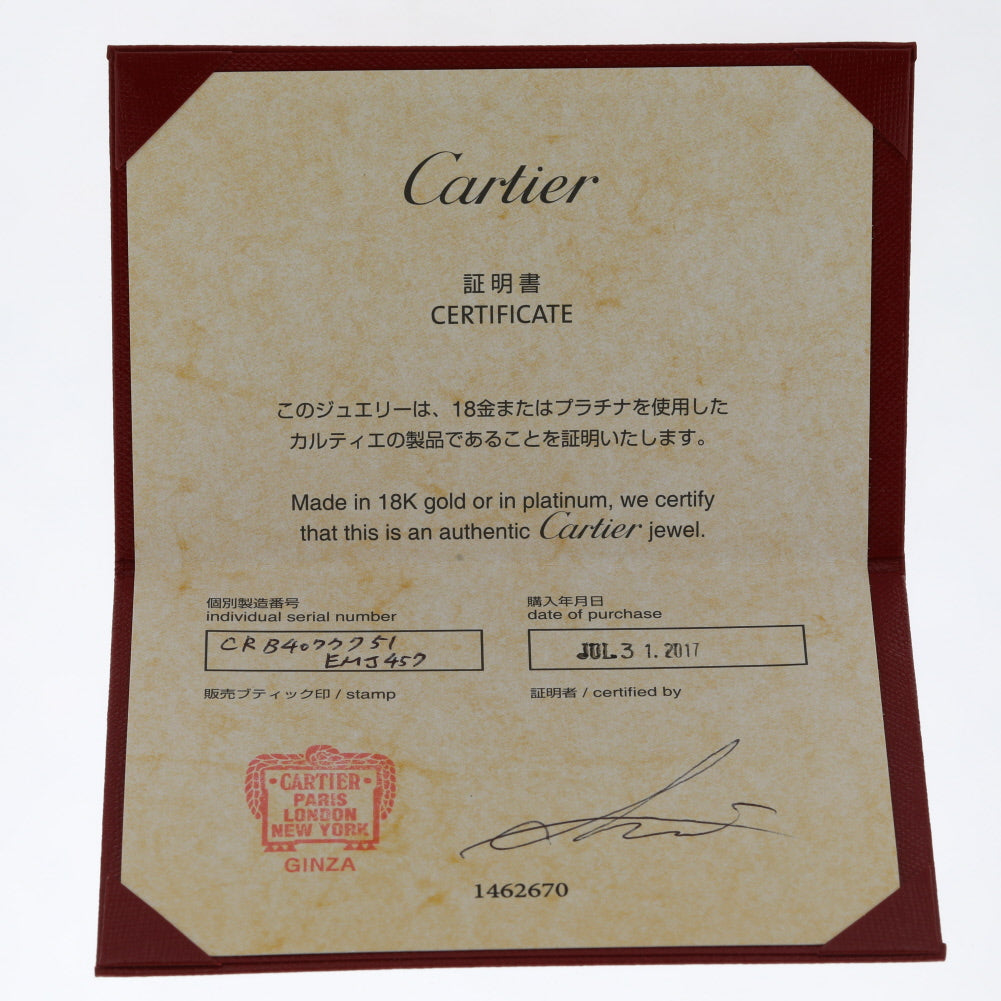 Cartier
証明書
CERTIFICATE
このジュエリーは、18金またはプラチナを使用した
カルティエの製品であることを証明いたします。
Made in 18K gold or in platinum, we certify
that this is an authentic Cartier jewel.
個別製造番号
individual serial number
CRB4077751
EMJ457
購入年月日
date of purchase
JUL 31. 2017
販売ブティック印 / stamp
証明者 / certified by
CARTIER
PARIS
LONDON
NEW YORK
GINZA
1462670